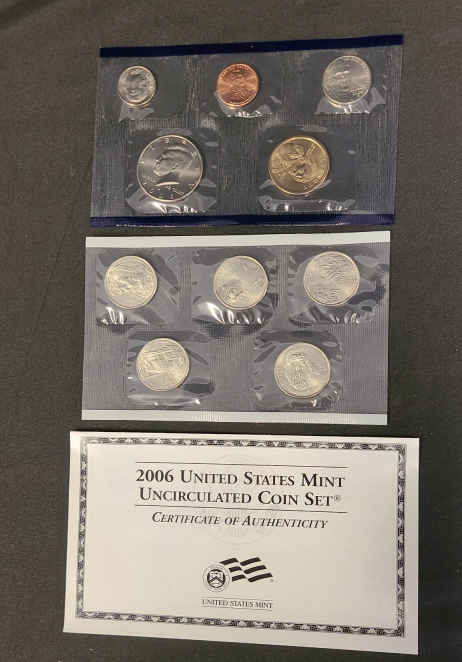 2006 UNITED STATES MINT
UNCIRCULATED COIN SET®
CERTIFICATE OF AUTHENTICITY
UNITED STATES MINT